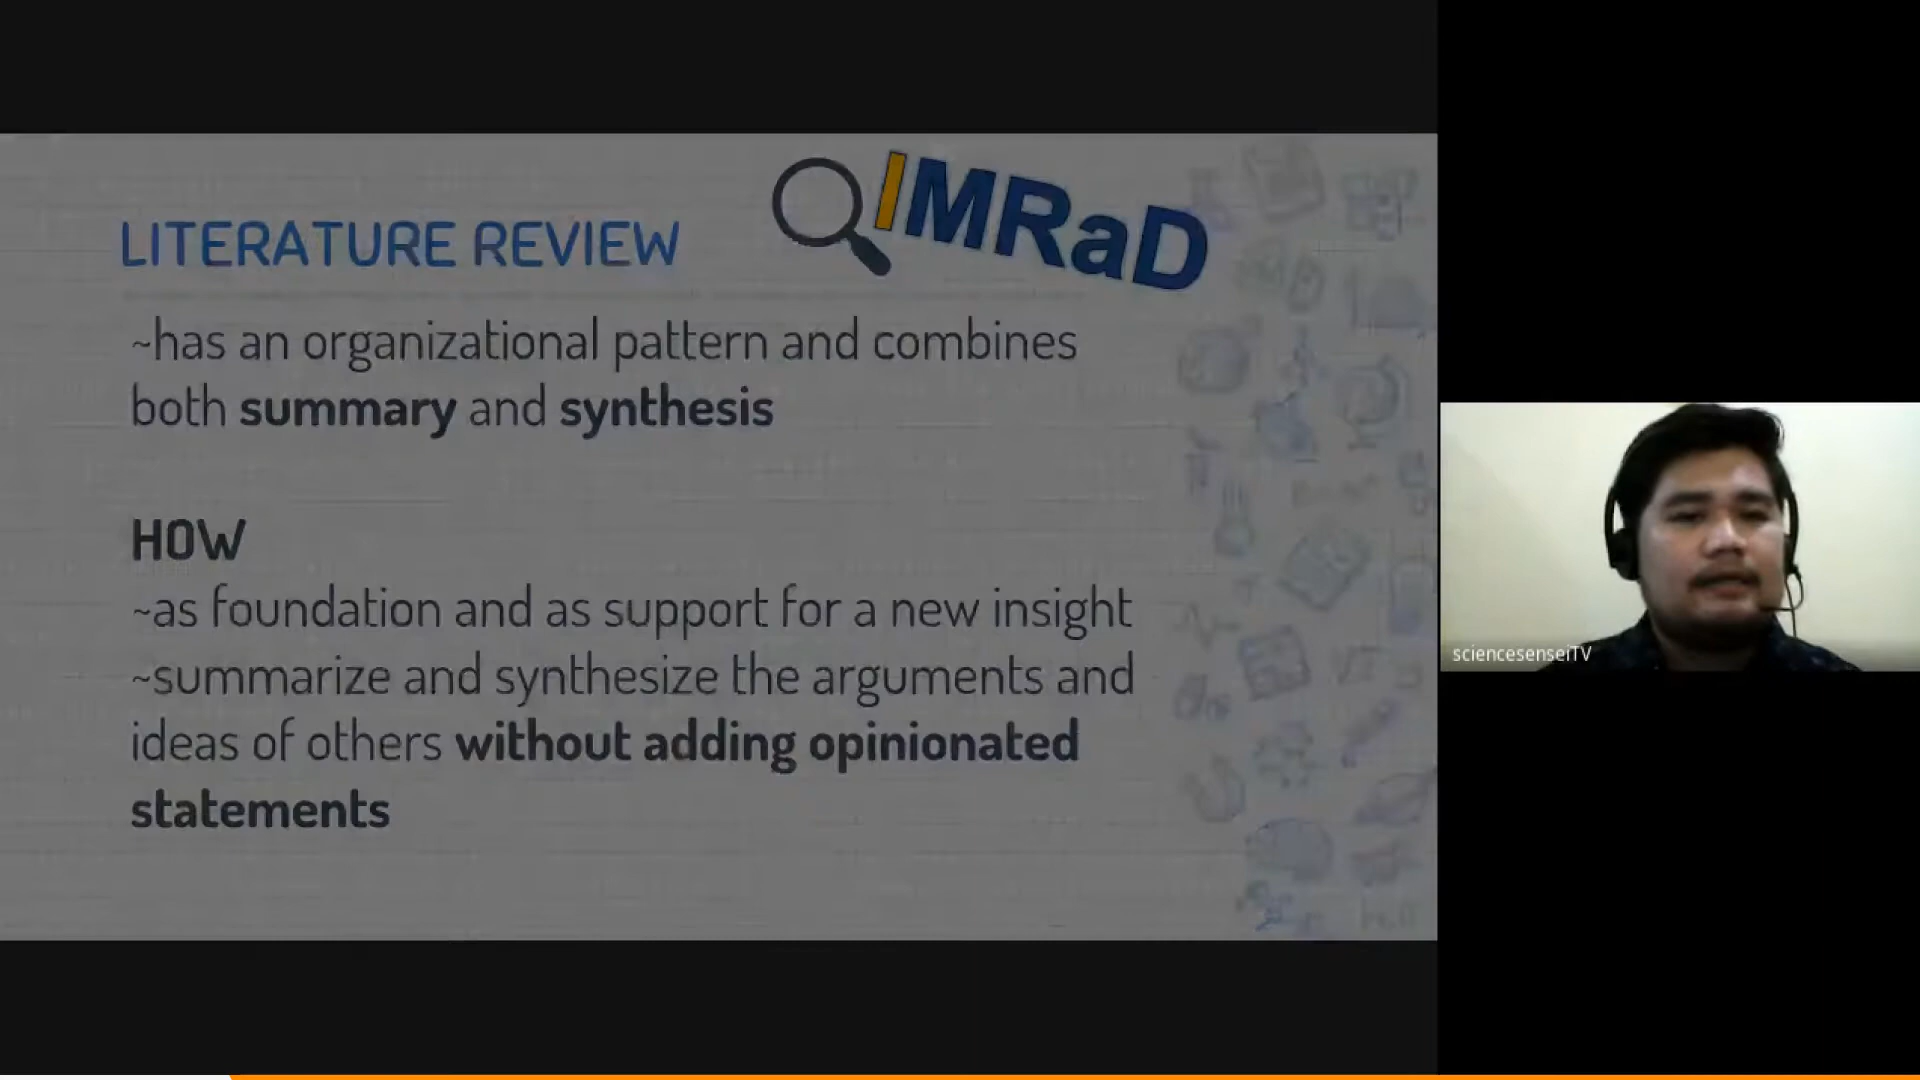 IMRaD
LITERATURE REVIEW
~has an organizational pattern and combines
both summary and synthesis
HOW
~as foundation and as support for a new insight
~summarize and synthesize the arguments and
ideas of others without adding opinionated
statements
sciencesenseiTV